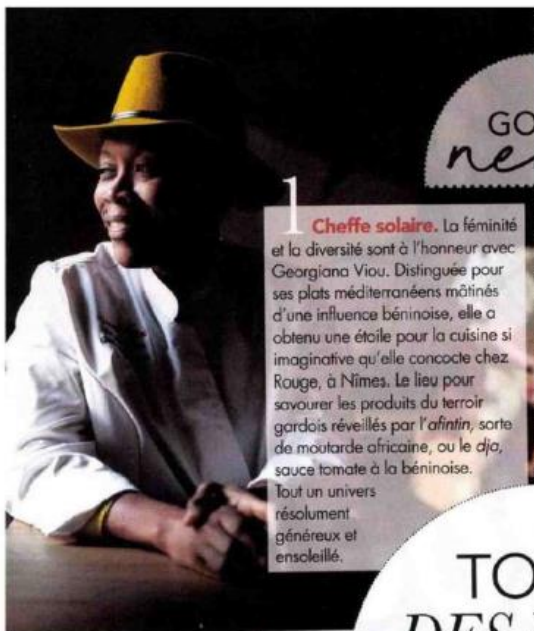 GO
ne
1 Cheffe solaire. La féminité
et la diversité sont à l'honneur avec
Georgiana Viou. Distinguée pour
ses plats méditerranéens mâtinés
d'une influence béninoise, elle a
obtenu une étoile pour la cuisine si
imaginative qu'elle concocte chez
Rouge, à Nîmes. Le lieu pour
savourer les produits du terroir
gardois réveillés par l'afintin, sorte
de moutarde africaine, ou le dja,
sauce tomate à la béninoise.
Tout un univers
résolument
généreux et
ensoleillé.
TO
DES